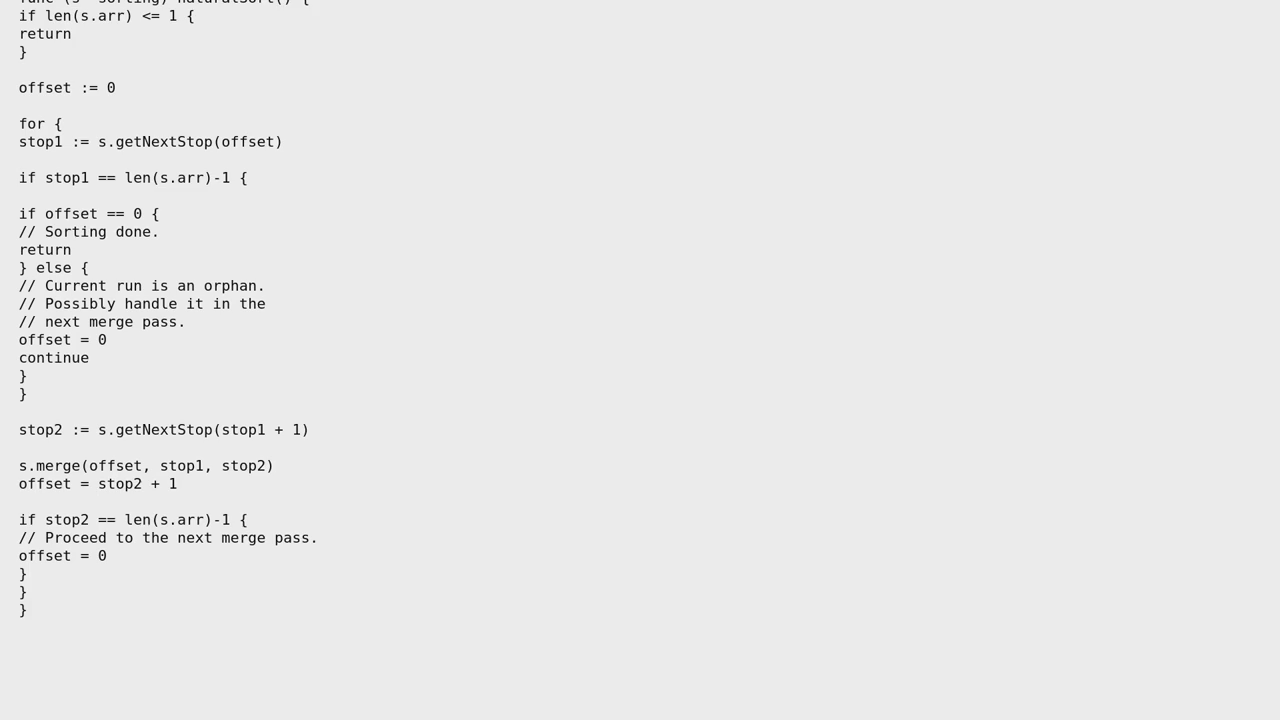 if len(s.arr) <= 1 {
return
}
offset := 0
for {
stop1 := s.getNextStop(offset)
if stop1 == len(s.arr)-1 {
if offset == 0 {
// Sorting done.
return
} else {
// Current run is an orphan.
// Possibly handle it in the
// next merge pass.
offset = 0
continue
}
}
stop2 := s.getNextStop(stop1 + 1)
s.merge(offset, stop1, stop2)
offset = stop2 + 1
if stop2 == len(s.arr)-1 {
// Proceed to the next merge pass.
offset = 0
}
}
}